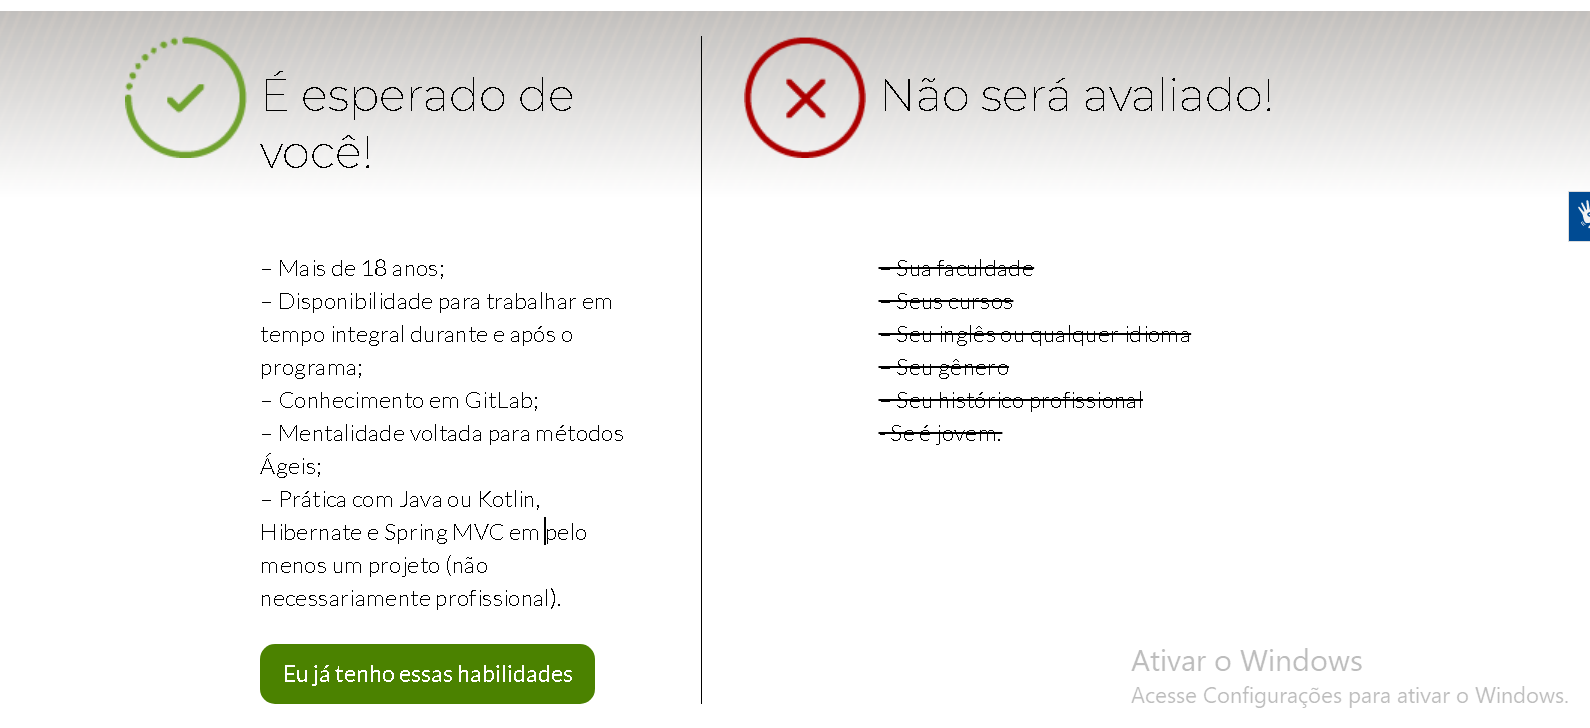 É esperado de
você!
– Mais de 18 anos;
– Disponibilidade para trabalhar em
tempo integral durante e após o
programa;
– Conhecimento em GitLab;
– Mentalidade voltada para métodos
Ágeis;
– Prática com Java ou Kotlin,
Hibernate e Spring MVC em pelo
menos um projeto (não
necessariamente profissional).
Eu já tenho essas habilidades
Não será avaliado!
– Sua faculdade
– Seus cursos
– Seu inglês ou qualquer idioma
– Seu gênero
– Seu histórico profissional
- Se é jovem.
Ativar o Windows
Acesse Configurações para ativar o Windows.